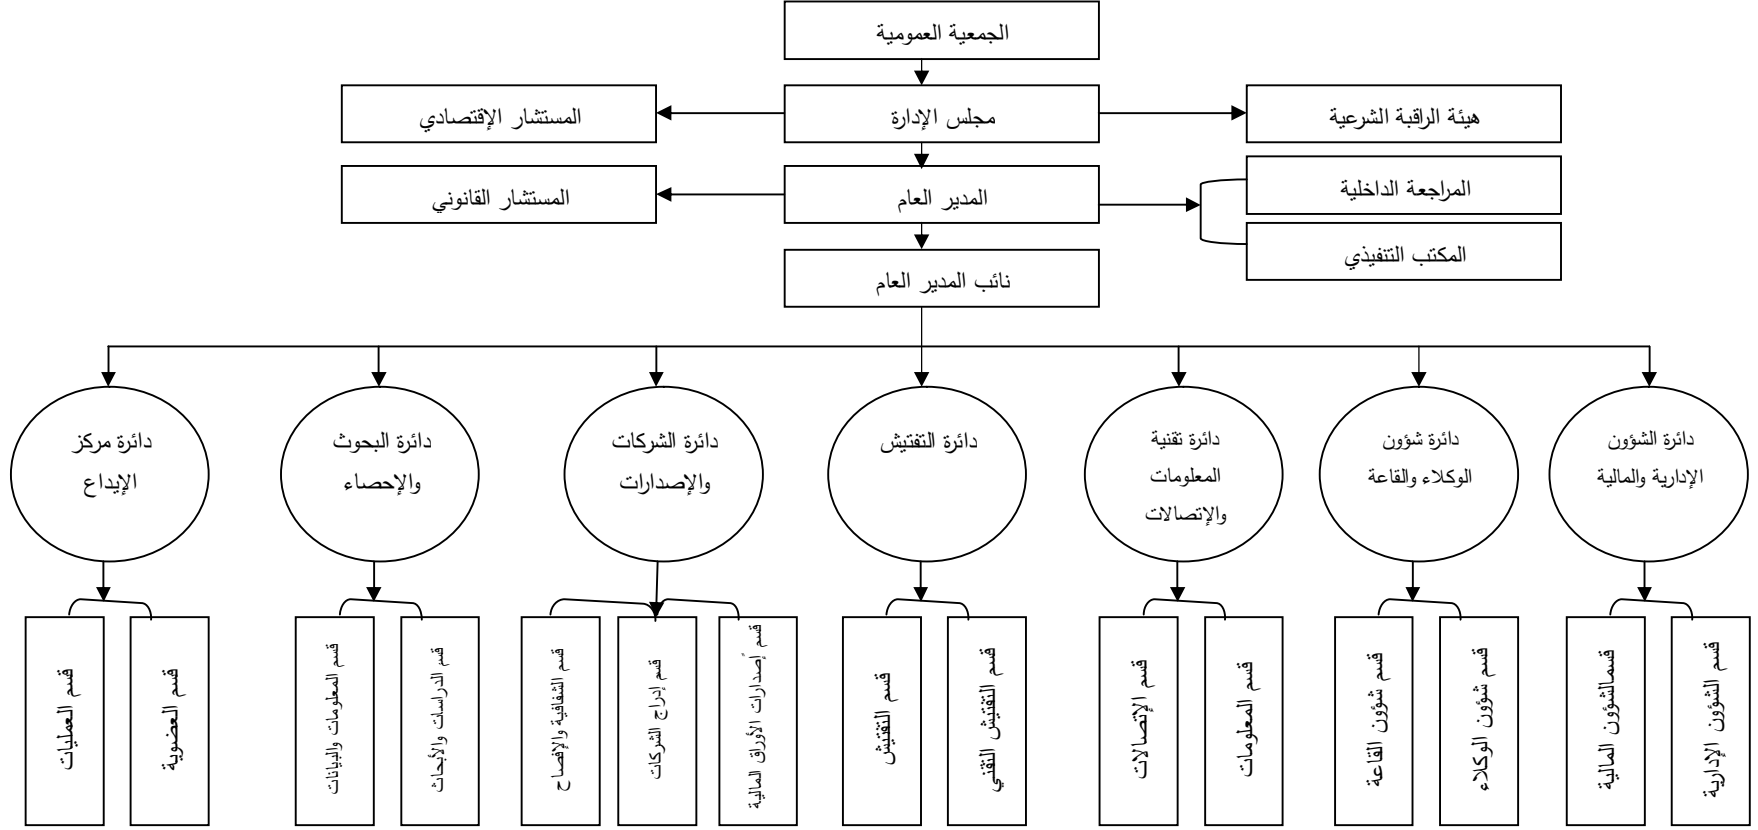 الجمعية العمومية
هيئة الراقبة الشرعية
مجلس الإدارة
المستشار الإقتصادي
المراجعة الداخلية
المدير العام
المستشار القانوني
المكتب التنفيذي
نائب المدير العام
دائرة الشؤون
الإدارية والمالية
دائرة شؤون
الوكلاء والقاعة
دائرة تقنية
المعلومات
والإتصالات
دائرة التفتيش
دائرة الشركات
والإصدارات
دائرة البحوث
والإحصاء
دائرة مركز
الإيداع
قسم الشؤون الإدارية
قسمالشؤون المالية
قسم شؤون الوكلاء
قسم شؤون القاعة
قسم المعلومات
قسم الإتصالات
قسم التفتيش التقني
قسم التفتيش
قسم إصدارات الأوراق المالية
قسم إدراج الشركات
قسم الشفافية والإفصاح
قسم الدراسات والأبحاث
قسم المعلومات والبيانات
قسم العضوية
قسم العمليات